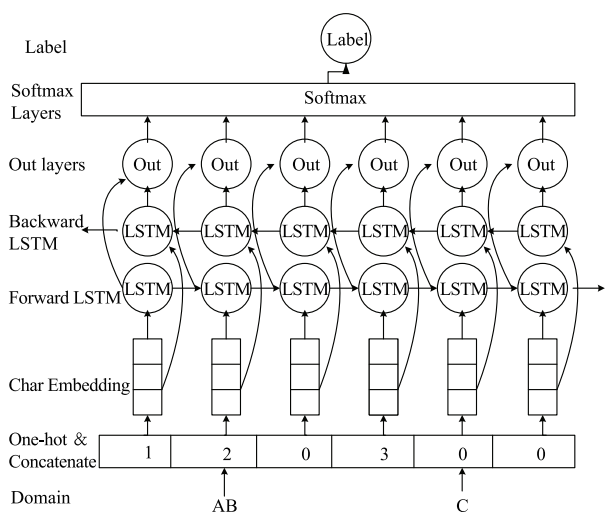 Label Label
Softmax
Layers
Softmax
Out layers Out Out Out Out Out Out
Backward
LSTM
LSTM LSTM LSTM LSTM LSTM LSTM
Forward LSTM LSTM LSTM LSTM LSTM LSTM LSTM
Char Embedding
One-hot &
Concatenate
1 2 0 3 0 0
Domain AB C